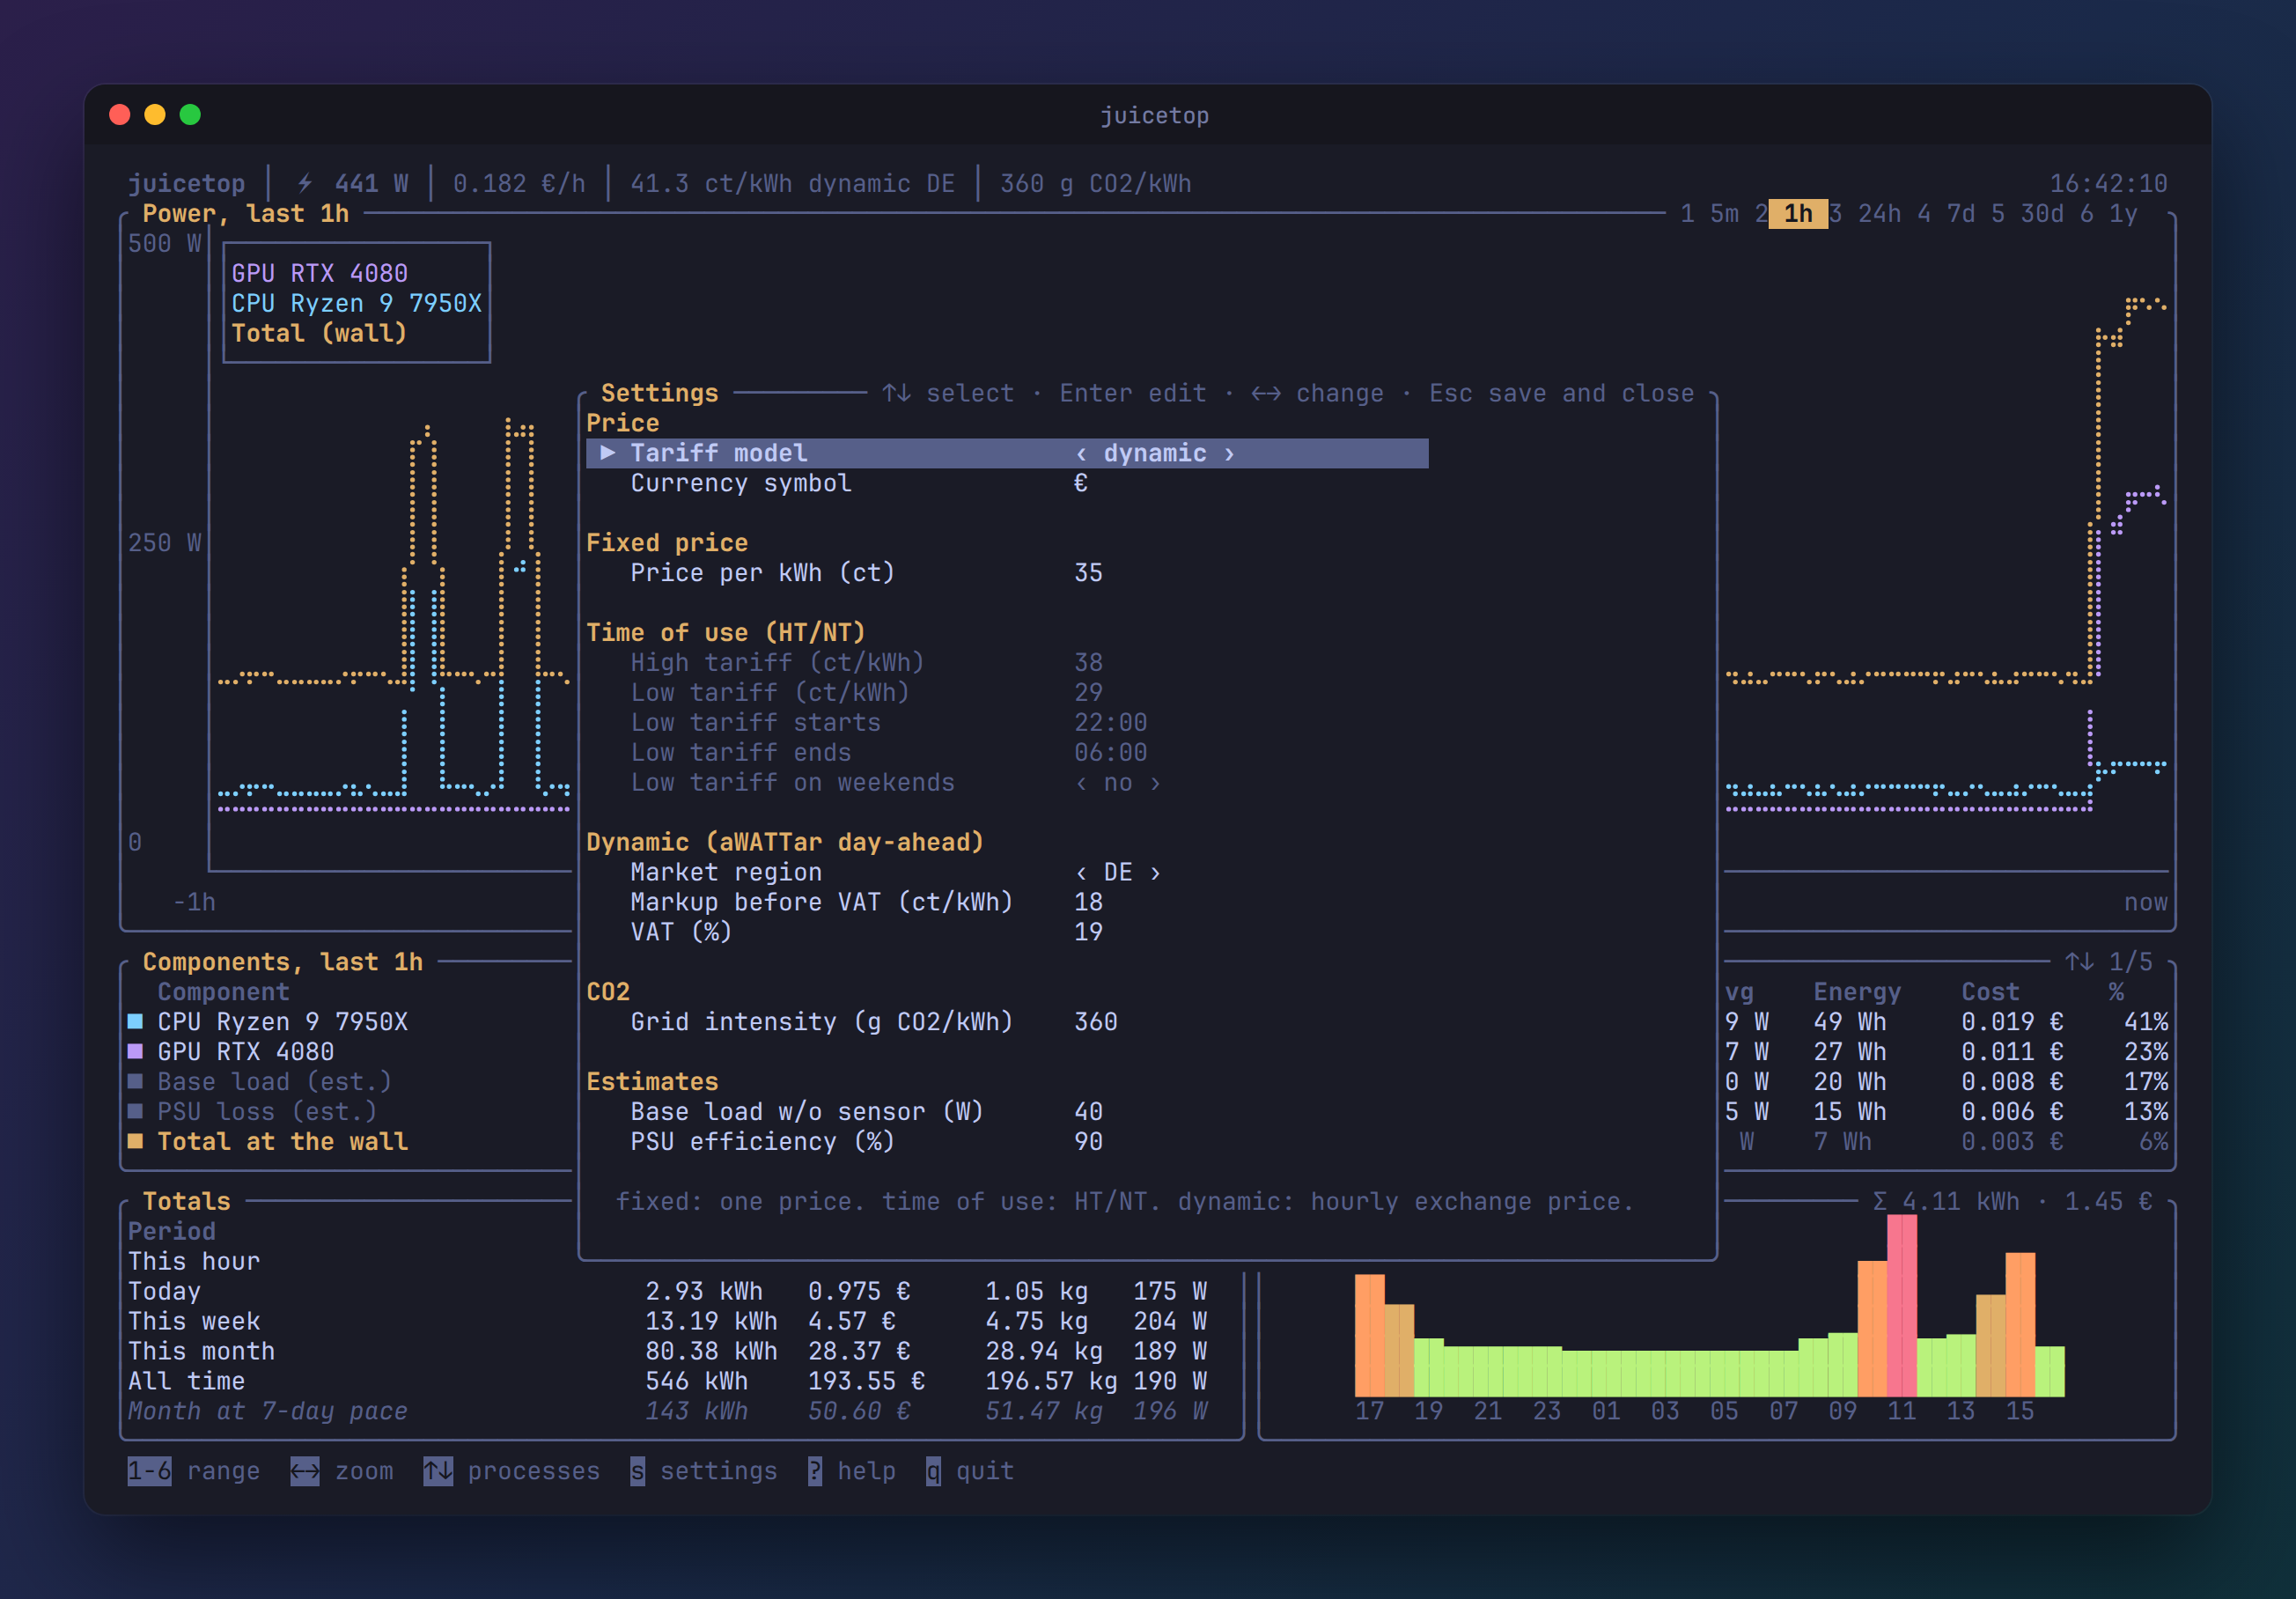 juicetop
juicetop │ ⚡ 441 W │ 0.182 €/h │ 41.3 ct/kWh dynamic DE │ 360 g CO2/kWh 16:42:10
Power, last 1h 1 5m 2 1h 3 24h 4 7d 5 30d 6 1y
500 W
GPU RTX 4080
CPU Ryzen 9 7950X
Total (wall)
250 W
0
-1h now
Settings ↑↓ select · Enter edit · ←→ change · Esc save and close
Price
▶ Tariff model ‹ dynamic ›
Currency symbol €
Fixed price
Price per kWh (ct) 35
Time of use (HT/NT)
High tariff (ct/kWh) 38
Low tariff (ct/kWh) 29
Low tariff starts 22:00
Low tariff ends 06:00
Low tariff on weekends ‹ no ›
Dynamic (aWATTar day-ahead)
Market region ‹ DE ›
Markup before VAT (ct/kWh) 18
VAT (%) 19
CO2
Grid intensity (g CO2/kWh) 360
Estimates
Base load w/o sensor (W) 40
PSU efficiency (%) 90
fixed: one price. time of use: HT/NT. dynamic: hourly exchange price.
Components, last 1h
Component
CPU Ryzen 9 7950X
GPU RTX 4080
Base load (est.)
PSU loss (est.)
Total at the wall
↑↓ 1/5
vg Energy Cost %
9 W 49 Wh 0.019 € 41%
7 W 27 Wh 0.011 € 23%
0 W 20 Wh 0.008 € 17%
5 W 15 Wh 0.006 € 13%
W 7 Wh 0.003 € 6%
Totals
Period
This hour
Today 2.93 kWh 0.975 € 1.05 kg 175 W
This week 13.19 kWh 4.57 € 4.75 kg 204 W
This month 80.38 kWh 28.37 € 28.94 kg 189 W
All time 546 kWh 193.55 € 196.57 kg 190 W
Month at 7-day pace 143 kWh 50.60 € 51.47 kg 196 W
Σ 4.11 kWh · 1.45 €
17 19 21 23 01 03 05 07 09 11 13 15
1-6 range ←→ zoom ↑↓ processes s settings ? help q quit